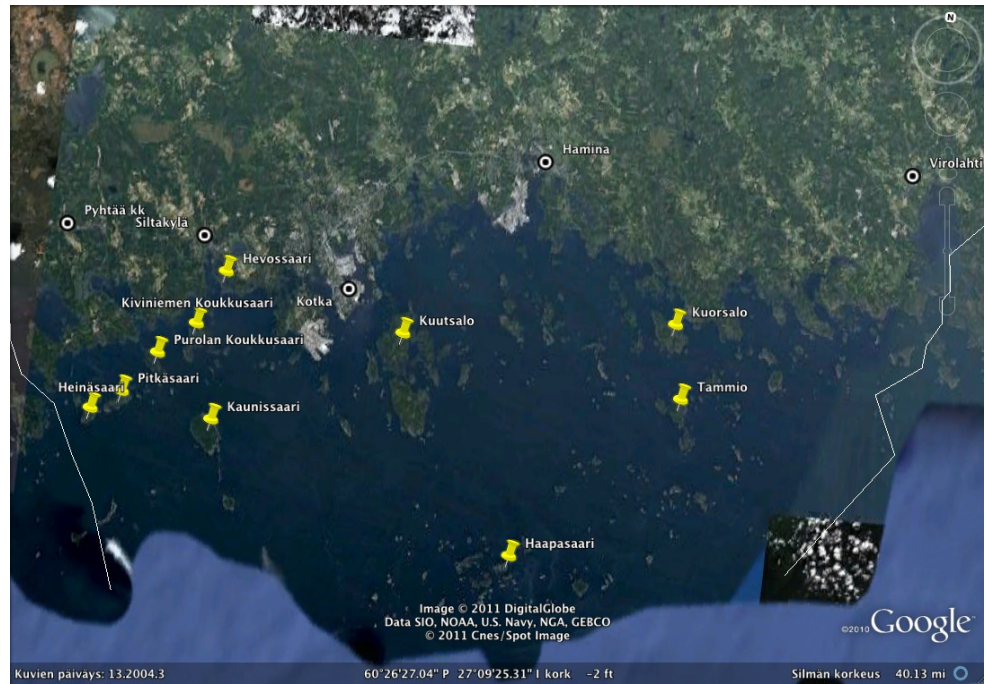 N
Hamina
Virolahti
Pyhtää kk
Siltakylä
Hevossaari
Kotka
Kiviniemen Koukkusaari
Kuutsalo
Kuorsalo
Purolan Koukkusaari
Pitkäsaari
Heinäsaari
Tammio
Kaunissaari
Haapasaari
Image © 2011 DigitalGlobe
Data SIO, NOAA, U.S. Navy, NGA, GEBCO
© 2011 Cnes/Spot Image
©2010 Google
Kuvien päiväys: 13.2004.3 60°26'27.04" P 27°09'25.31" I kork -2 ft Silmän korkeus 40.13 mi